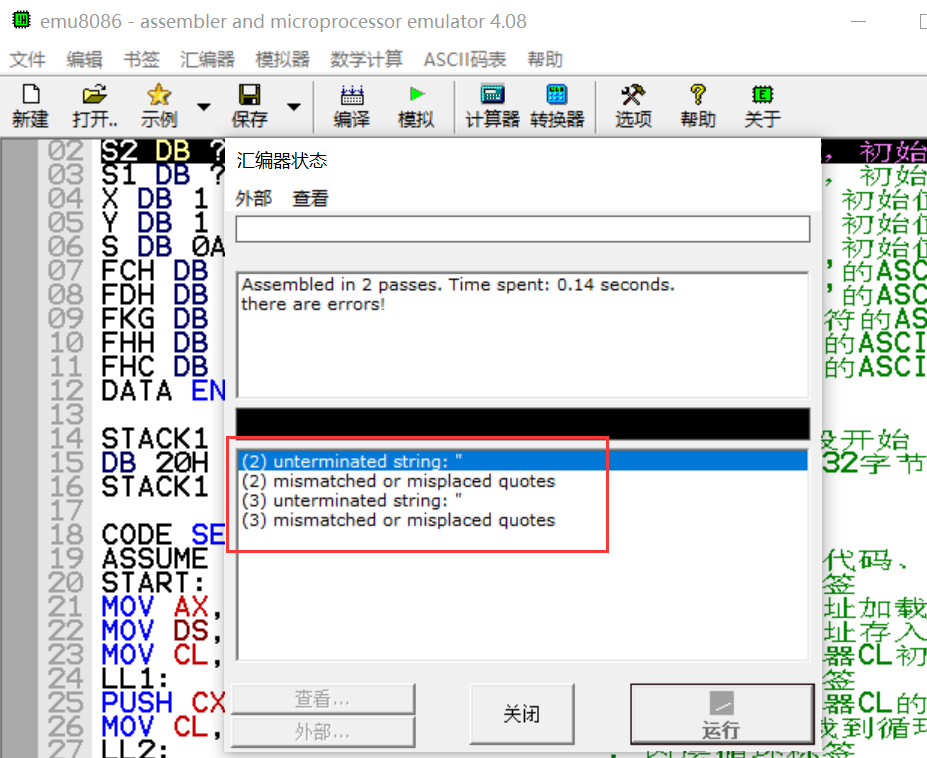 emu8086 - assembler and microprocessor emulator 4.08
文件 编辑 书签 汇编器 模拟器 数学计算 ASCII码表 帮助
新建 打开.. 示例 保存 编译 模拟 计算器 转换器 选项 帮助 关于
02 S2 DB ? , 初始
03 S1 DB ? , 初始
04 X DB 1 初始值
05 Y DB 1 初始值
06 S DB 0A 初始值
07 FCH DB '的ASC
08 FDH DB '的ASC
09 FKG DB 符的AS
10 FHH DB 的ASCI
11 FHC DB 的ASCI
12 DATA EN
13
14 STACK1 段开始
15 DB 20H 32字节
16 STACK1
17
18 CODE SE
19 ASSUME 代码、
20 START: 签
21 MOV AX, 址加载
22 MOV DS, 址存入
23 MOV CL, 器CL初
24 LL1: 签
25 PUSH CX 器CL的
26 MOV CL, 找到循环
27 LL2:
汇编器状态
外部 查看
Assembled in 2 passes. Time spent: 0.14 seconds.
there are errors!
(2) unterminated string: "
(2) mismatched or misplaced quotes
(3) unterminated string: "
(3) mismatched or misplaced quotes
查看...
外部...
关闭
运行